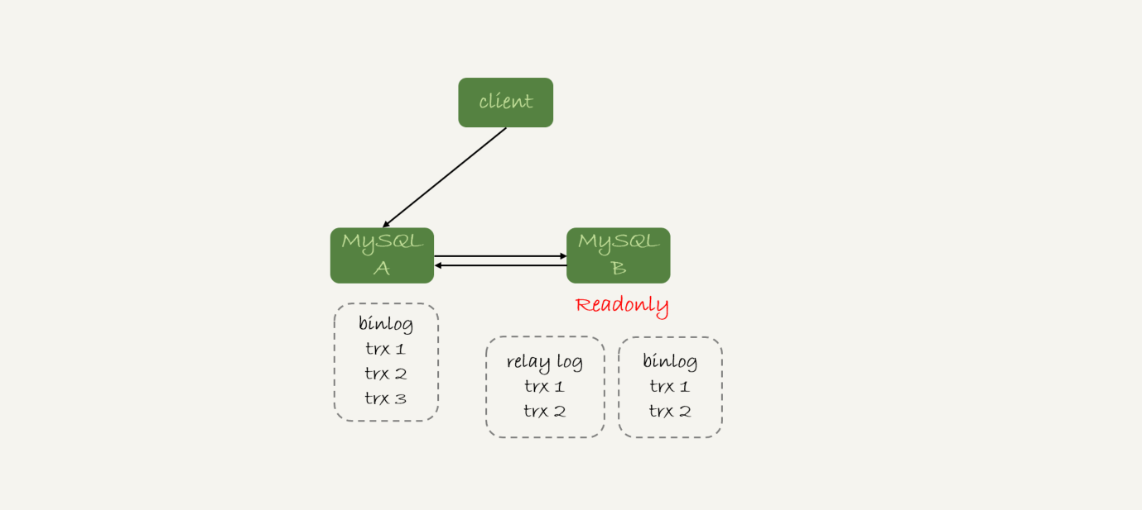 client
MySQL
A
MySQL
B
Readonly
binlog
trx 1
trx 2
trx 3
relay log
trx 1
trx 2
binlog
trx 1
trx 2